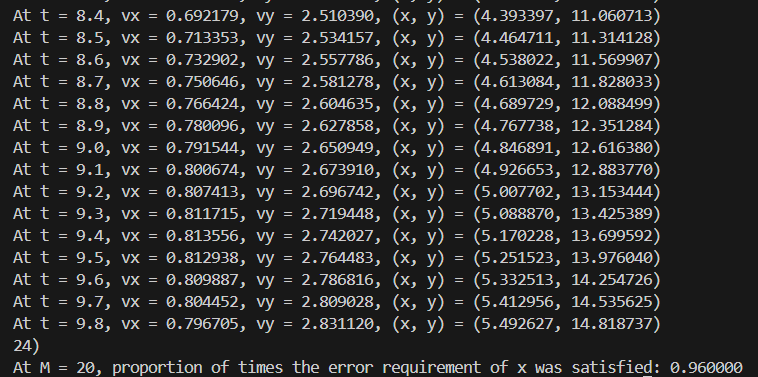 At t = 8.4, vx = 0.692179, vy = 2.510390, (x, y) = (4.393397, 11.060713)
At t = 8.5, vx = 0.713353, vy = 2.534157, (x, y) = (4.464711, 11.314128)
At t = 8.6, vx = 0.732902, vy = 2.557786, (x, y) = (4.538022, 11.569907)
At t = 8.7, vx = 0.750646, vy = 2.581278, (x, y) = (4.613084, 11.828033)
At t = 8.8, vx = 0.766424, vy = 2.604635, (x, y) = (4.689729, 12.088499)
At t = 8.9, vx = 0.780096, vy = 2.627858, (x, y) = (4.767738, 12.351284)
At t = 9.0, vx = 0.791544, vy = 2.650949, (x, y) = (4.846891, 12.616380)
At t = 9.1, vx = 0.800674, vy = 2.673910, (x, y) = (4.926653, 12.883770)
At t = 9.2, vx = 0.807413, vy = 2.696742, (x, y) = (5.007702, 13.153444)
At t = 9.3, vx = 0.811715, vy = 2.719448, (x, y) = (5.088870, 13.425389)
At t = 9.4, vx = 0.813556, vy = 2.742027, (x, y) = (5.170228, 13.699592)
At t = 9.5, vx = 0.812938, vy = 2.764483, (x, y) = (5.251523, 13.976040)
At t = 9.6, vx = 0.809887, vy = 2.786816, (x, y) = (5.332513, 14.254726)
At t = 9.7, vx = 0.804452, vy = 2.809028, (x, y) = (5.412956, 14.535625)
At t = 9.8, vx = 0.796705, vy = 2.831120, (x, y) = (5.492627, 14.818737)
24)
At M = 20, proportion of times the error requirement of x was satisfied: 0.960000